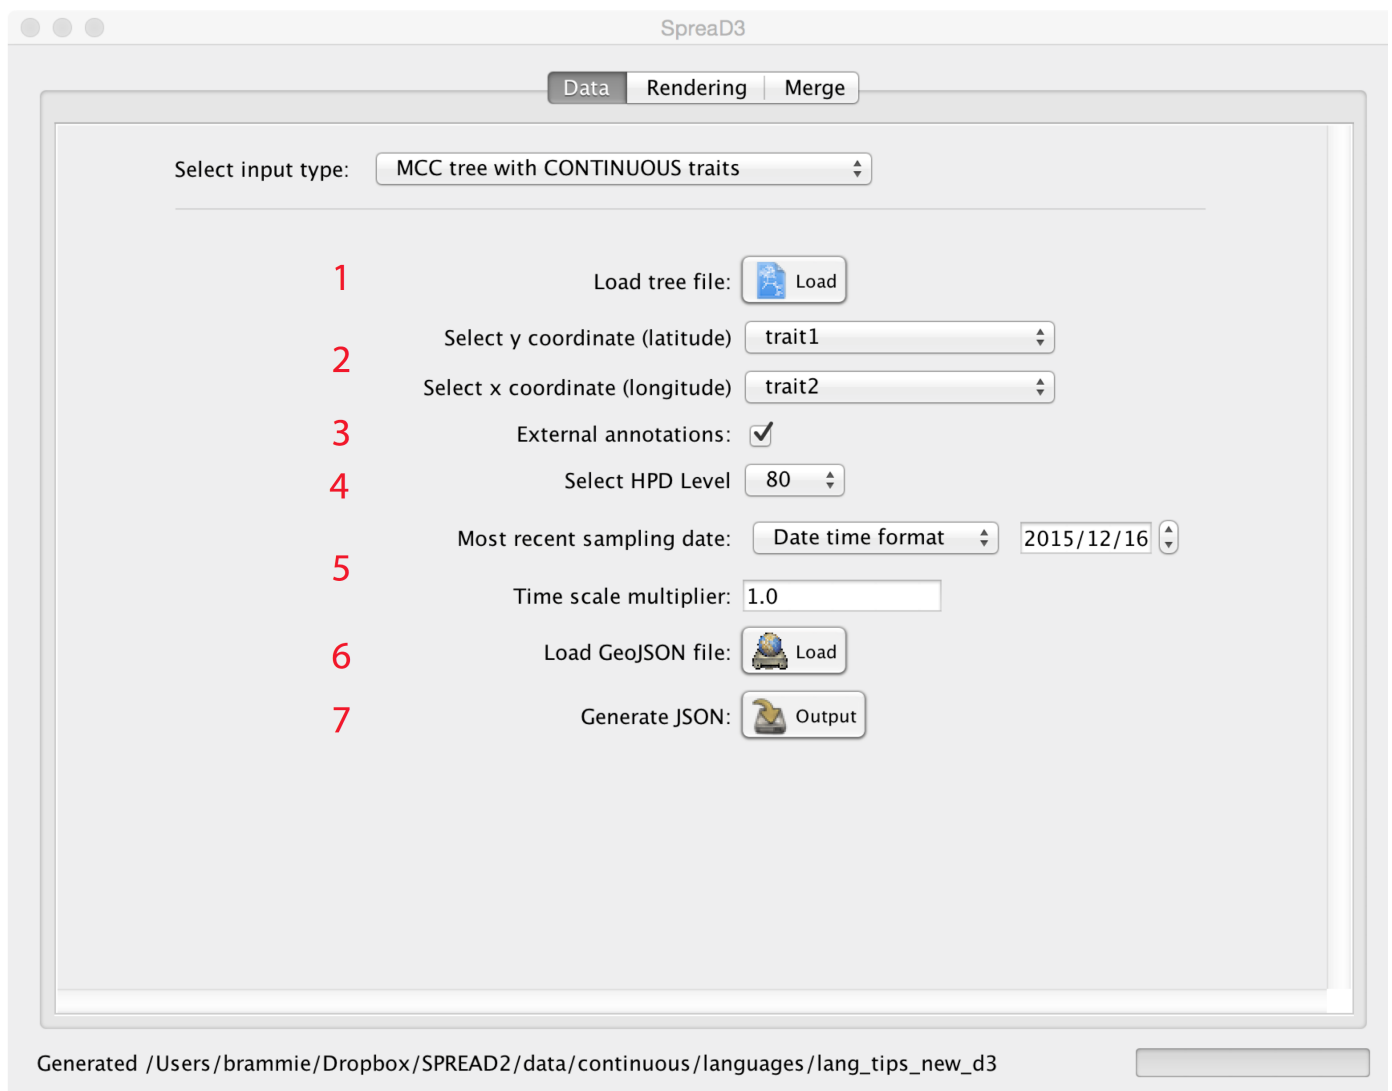 SpreaD3
Data Rendering Merge
Select input type: MCC tree with CONTINUOUS traits
1 Load tree file: Load
Select y coordinate (latitude) trait1
2
Select x coordinate (longitude) trait2
3 External annotations:
4 Select HPD Level 80
Most recent sampling date: Date time format 2015/12/16
5
Time scale multiplier: 1.0
6 Load GeoJSON file: Load
7 Generate JSON: Output
Generated /Users/brammie/Dropbox/SPREAD2/data/continuous/languages/lang_tips_new_d3